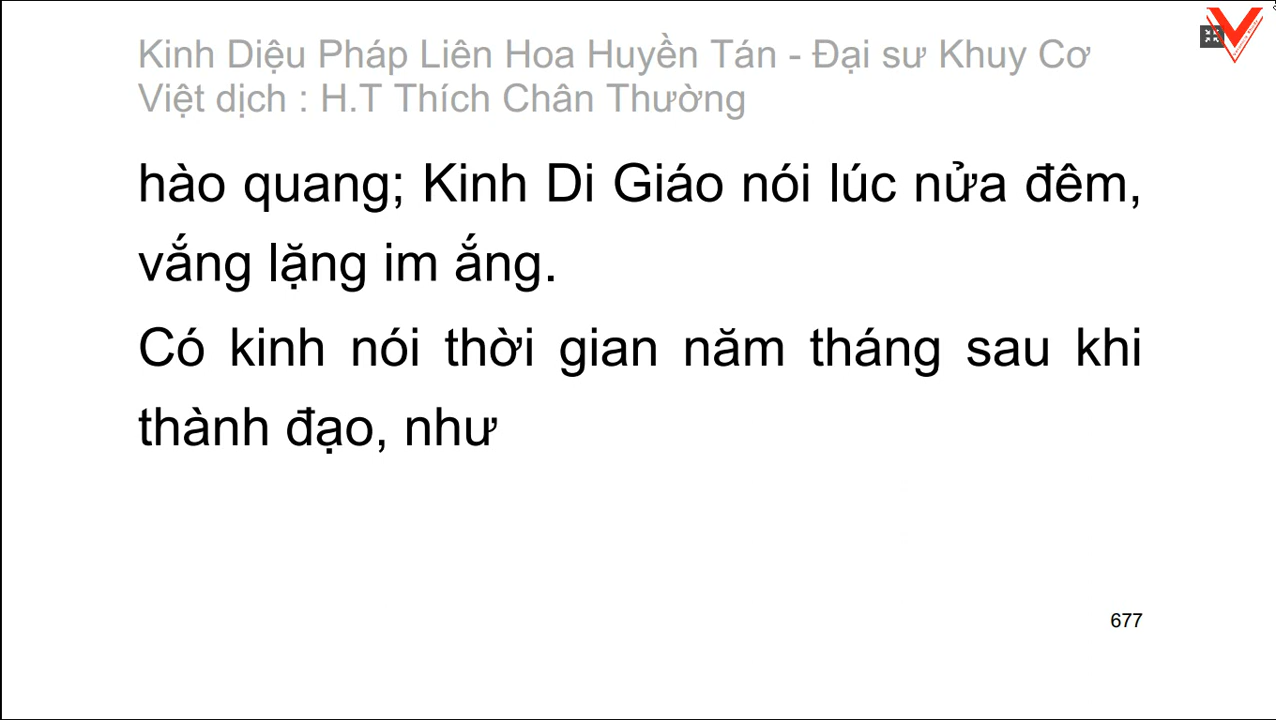 Kinh Diệu Pháp Liên Hoa Huyền Tán - Đại sư Khuy Cơ
Việt dịch : H.T Thích Chân Thường
hào quang; Kinh Di Giáo nói lúc nửa đêm,
vắng lặng im ắng.
Có kinh nói thời gian năm tháng sau khi
thành đạo, như
677